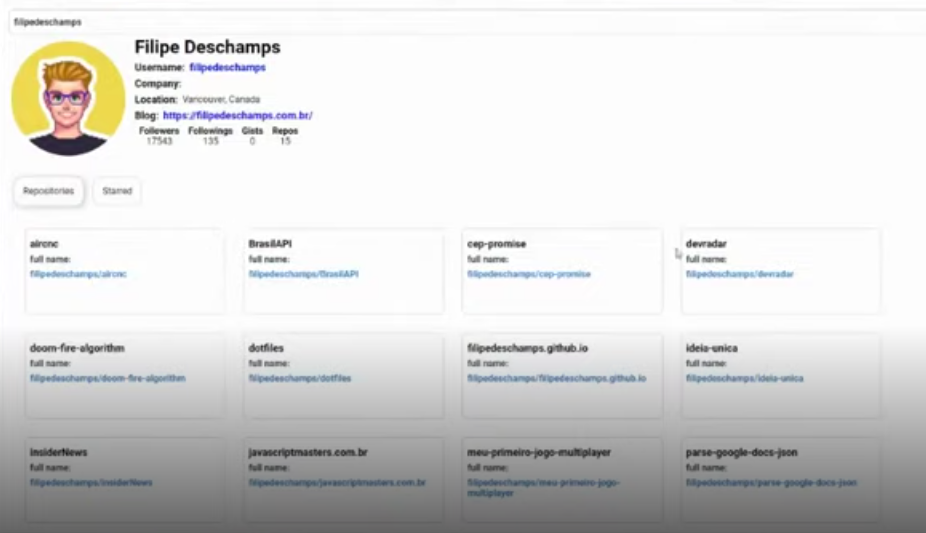 filipedeschamps
Filipe Deschamps
Username: filipedeschamps
Company:
Location: Vancouver, Canada
Blog: https://filipedeschamps.com.br/
Followers Followings Gists Repos
17543 135 0 15
Repositories Starred
aircnc
full name:
filipedeschamps/aircnc
BrasilAPI
full name:
filipedeschamps/BrasilAPI
cep-promise
full name:
filipedeschamps/cep-promise
devradar
full name:
filipedeschamps/devradar
doom-fire-algorithm
full name:
filipedeschamps/doom-fire-algorithm
dotfiles
full name:
filipedeschamps/dotfiles
filipedeschamps.github.io
full name:
filipedeschamps/filipedeschamps.github.io
ideia-unica
full name:
filipedeschamps/ideia-unica
insiderNews
full name:
filipedeschamps/insiderNews
javascriptmasters.com.br
full name:
filipedeschamps/javascriptmasters.com.br
meu-primeiro-jogo-multiplayer
full name:
filipedeschamps/meu-primeiro-jogo-
multiplayer
parse-google-docs-json
full name:
filipedeschamps/parse-google-docs-json